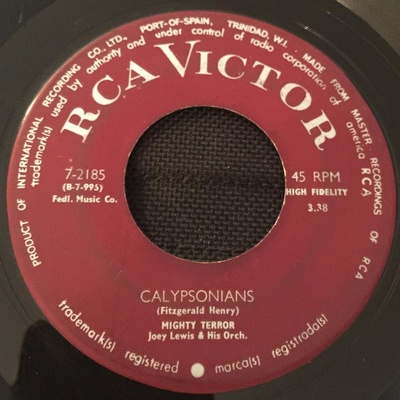 PRODUCT OF INTERNATIONAL RECORDING CO., LTD., PORT-OF-SPAIN, TRINIDAD, W.I. MADE FROM MASTER RECORDINGS OF RCA
trademark(s) used by authority and under control of radio corporation of america RCA
RCA VICTOR
7-2185
(B-7-995)
Fedl. Music Co.
45 RPM
HIGH FIDELITY
3.38
CALYPSONIANS
(Fitzgerald Henry)
MIGHTY TERROR
Joey Lewis & His Orch.
trademark(s) registered • marca(s) registrada(s)